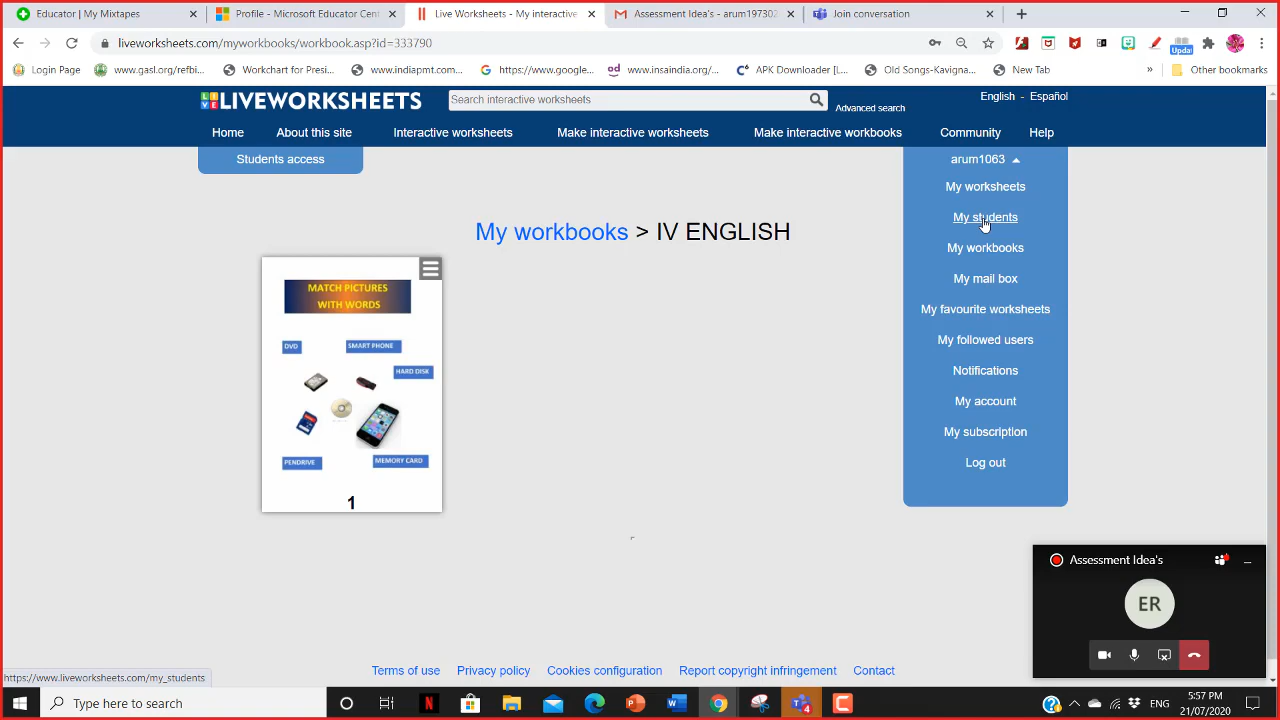 Educator | My Mixtapes
Profile - Microsoft Educator Cen
Live Worksheets - My interactive
Assessment Idea's - arum197302
Join conversation
liveworksheets.com/myworkbooks/workbook.asp?id=333790
Update
Login Page
www.gasl.org/refbi...
Workchart for Presi...
www.indiapmt.com...
https://www.google...
www.insaindia.org/...
APK Downloader [L...
Old Songs-Kavigna...
New Tab
»
Other bookmarks
LIVEWORKSHEETS
Search interactive worksheets
Advanced search
English - Español
Home
About this site
Interactive worksheets
Make interactive worksheets
Make interactive workbooks
Community
Help
Students access
arum1063
My worksheets
My students
My workbooks
My mail box
My favourite worksheets
My followed users
Notifications
My account
My subscription
Log out
My workbooks > IV ENGLISH
MATCH PICTURES
WITH WORDS
DVD
SMART PHONE
HARD DISK
PENDRIVE
MEMORY CARD
1
Assessment Idea's
ER
Terms of use
Privacy policy
Cookies configuration
Report copyright infringement
Contact
https://www.liveworksheets.com/my_students
Type here to search
ENG
5:57 PM
21/07/2020